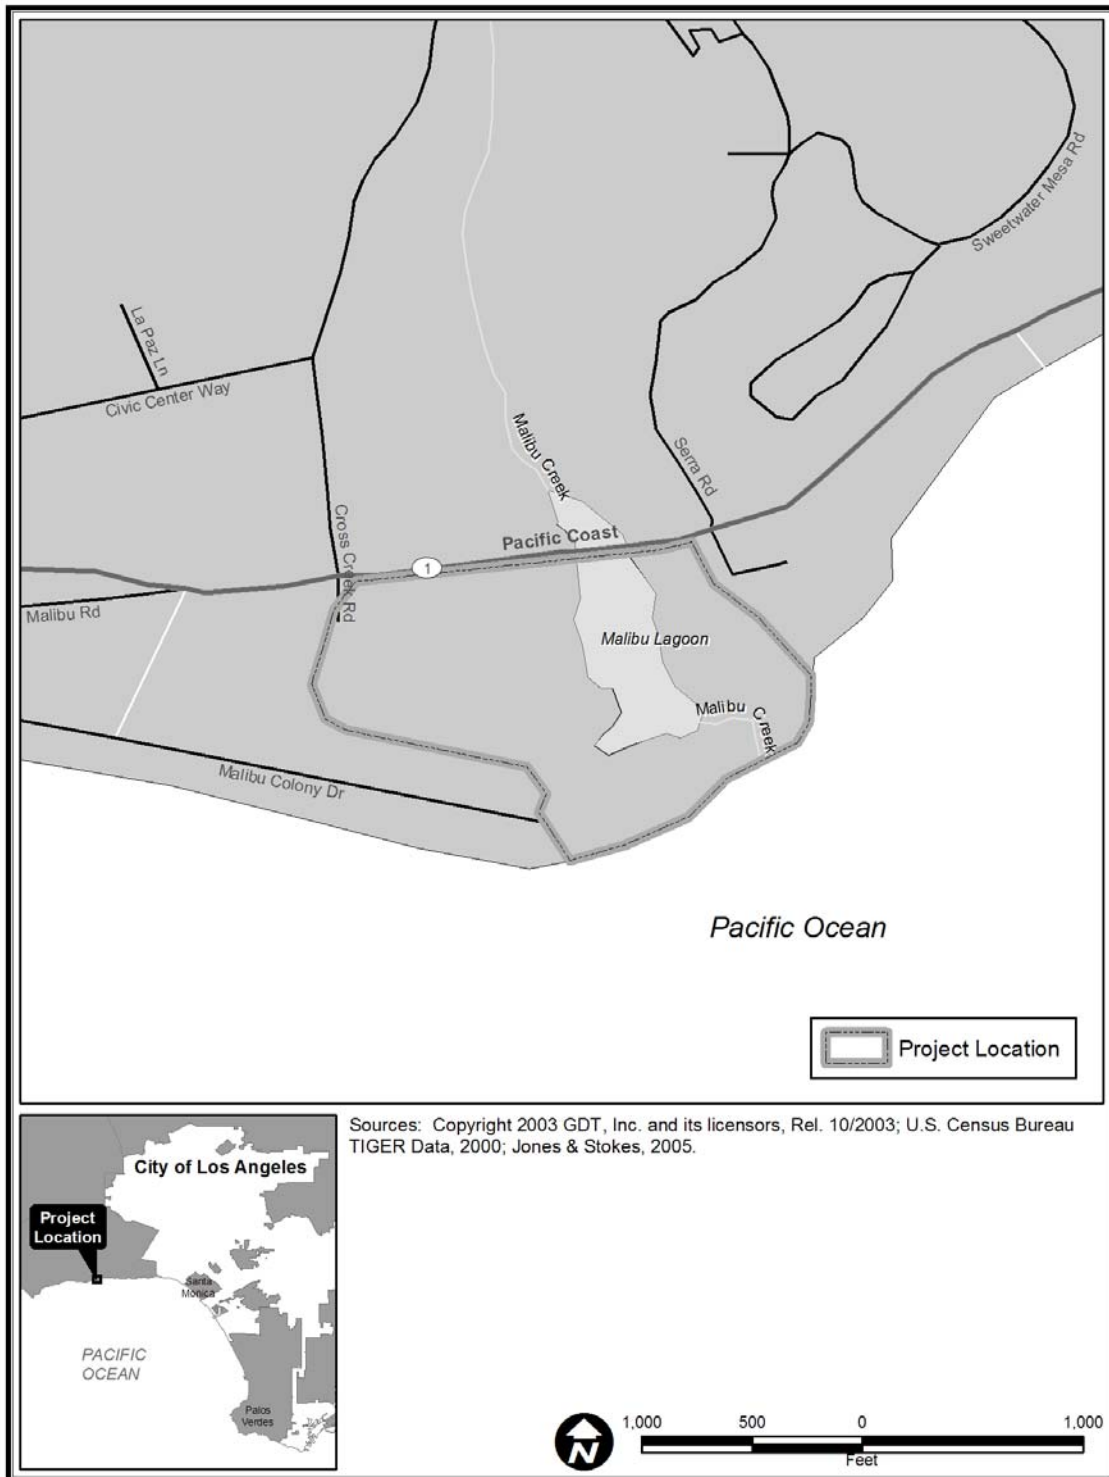 Sweetwater Mesa Rd
La Paz Ln
Civic Center Way
Malibu Creek
Serra Rd
Cross Creek Rd
Pacific Coast
1
Malibu Rd
Malibu Lagoon
Malibu Creek
Malibu Colony Dr
Pacific Ocean
Project Location
Sources: Copyright 2003 GDT, Inc. and its licensors, Rel. 10/2003; U.S. Census Bureau
TIGER Data, 2000; Jones & Stokes, 2005.
City of Los Angeles
Project
Location
Santa
Monica
PACIFIC
OCEAN
Palos
Verdes
N
1,000 500 0 1,000
Feet